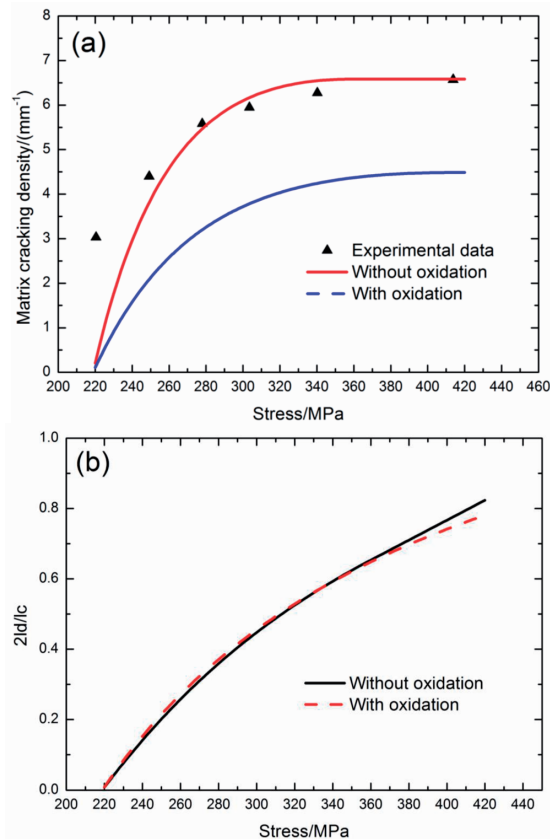 (a)
Matrix cracking density/(mm⁻¹)
8
7
6
5
4
3
2
1
0
Experimental data
Without oxidation
With oxidation
200 220 240 260 280 300 320 340 360 380 400 420 440 460
Stress/MPa
(b)
2ld/lc
1.0
0.8
0.6
0.4
0.2
0.0
Without oxidation
With oxidation
200 220 240 260 280 300 320 340 360 380 400 420 440
Stress/MPa